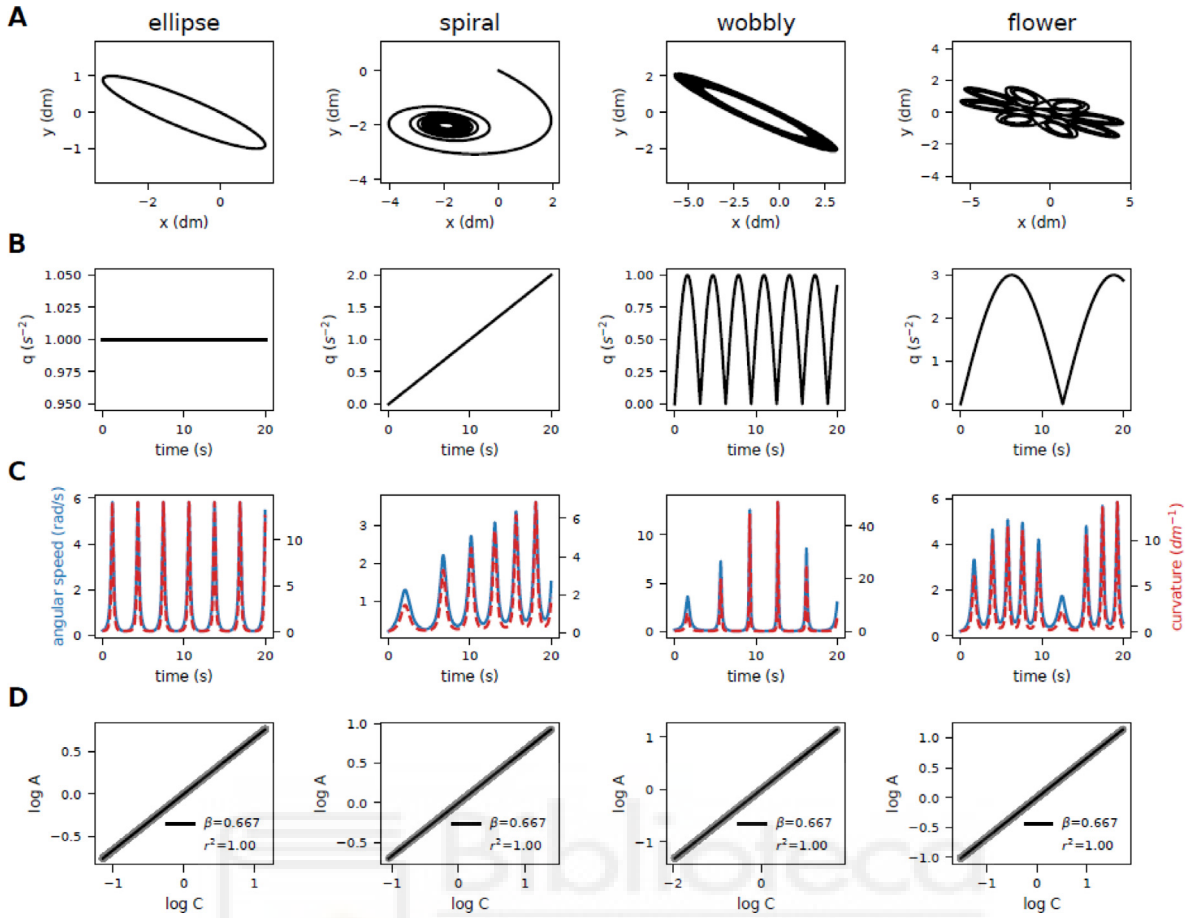 A
ellipse spiral wobbly flower
y (dm) 1 0 −1
−2 0
x (dm)
y (dm) 0 −2 −4
−4 −2 0 2
x (dm)
y (dm) 2 0 −2
−5.0 −2.5 0.0 2.5
x (dm)
y (dm) 4 2 0 −2 −4
−5 0 5
x (dm)
B
q (s⁻²) 1.050 1.025 1.000 0.975 0.950
0 10 20
time (s)
q (s⁻²) 2.0 1.5 1.0 0.5 0.0
0 10 20
time (s)
q (s⁻²) 1.00 0.75 0.50 0.25 0.00
0 10 20
time (s)
q (s⁻²) 3 2 1 0
0 10 20
time (s)
C
angular speed (rad/s) 6 4 2 0
10 5 0
0 10 20
time (s)
3 2 1
6 4 2 0
0 10 20
time (s)
10 5 0
40 20 0
0 10 20
time (s)
6 4 2 0
10 5 0
curvature (dm⁻¹)
0 10 20
time (s)
D
log A 0.5 0.0 −0.5
β=0.667
r²=1.00
−1 0 1
log C
log A 1.0 0.5 0.0 −0.5
β=0.667
r²=1.00
−1 0 1
log C
log A 1 0 −1
β=0.667
r²=1.00
−2 0
log C
log A 1.0 0.5 0.0 −0.5 −1.0
β=0.667
r²=1.00
−1 0 1
log C
Biblioteca